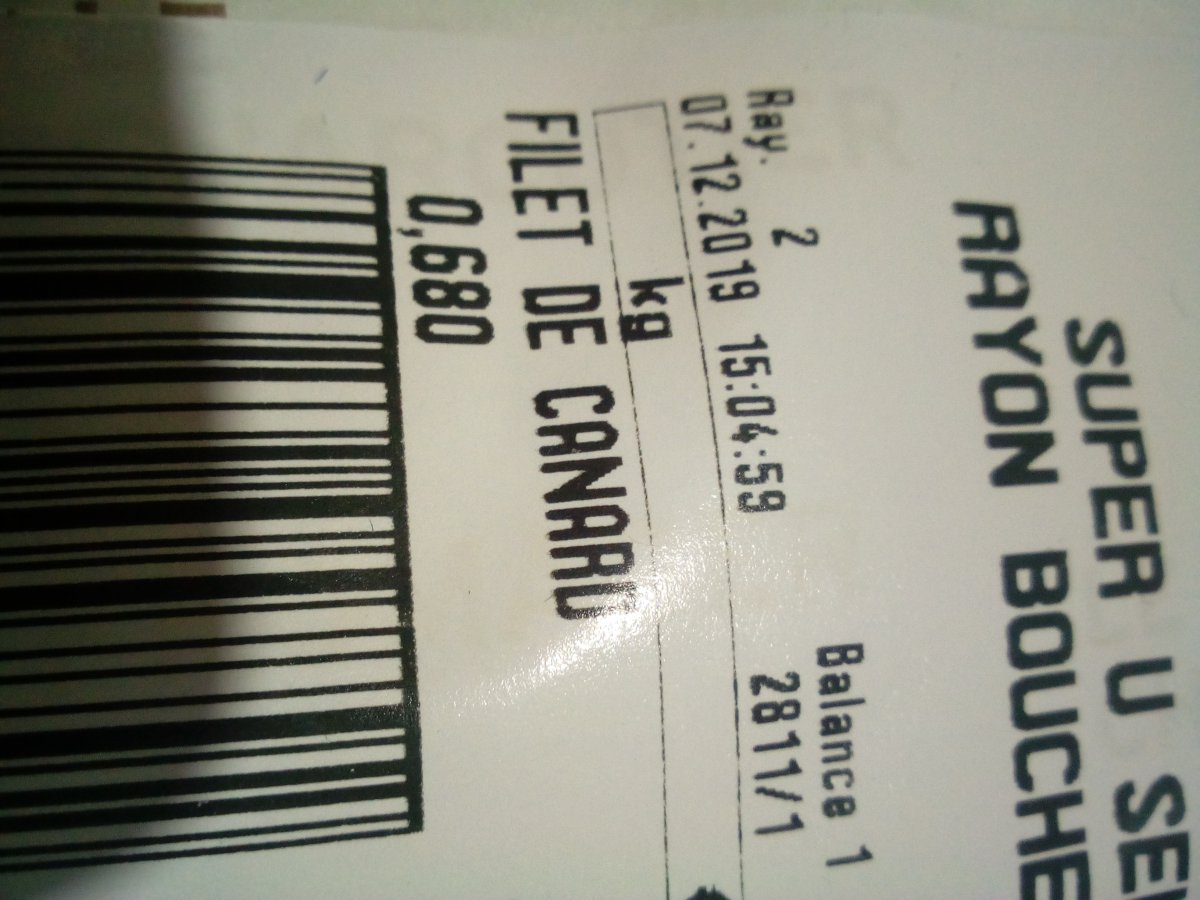 SUPER U SE
RAYON BOUCHE
Ray. 2 Balance 1
07.12.2019 15:04:59 2811/1
kg
FILET DE CANARD
0,680